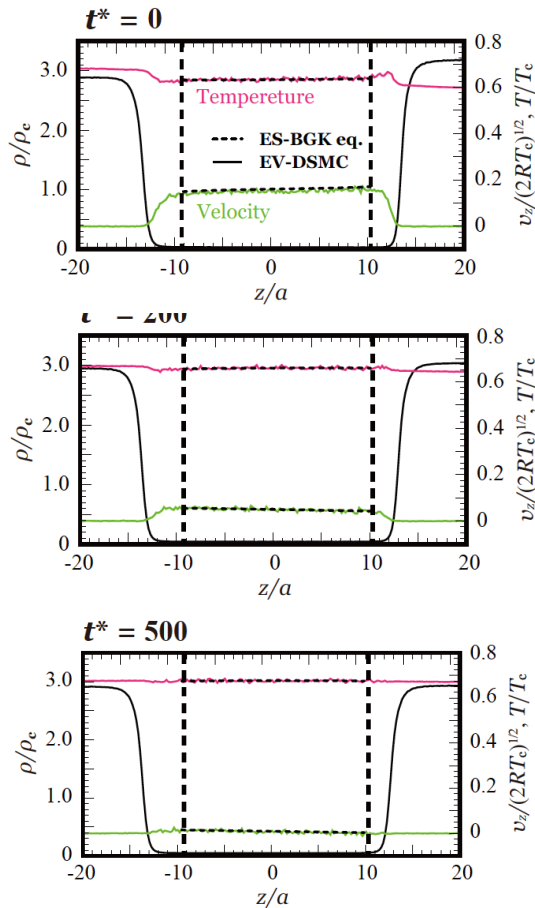 t* = 0
3.0
2.0
1.0
0
ρ/ρc
0.8
0.6
0.4
0.2
0
υz/(2RTc)^1/2, T/Tc
Tempereture
ES-BGK eq.
EV-DSMC
Velocity
-20 -10 0 10 20
z/a
t* = 200
3.0
2.0
1.0
0
ρ/ρc
0.8
0.6
0.4
0.2
0
υz/(2RTc)^1/2, T/Tc
-20 -10 0 10 20
z/a
t* = 500
3.0
2.0
1.0
0
ρ/ρc
0.8
0.6
0.4
0.2
0
υz/(2RTc)^1/2, T/Tc
-20 -10 0 10 20
z/a